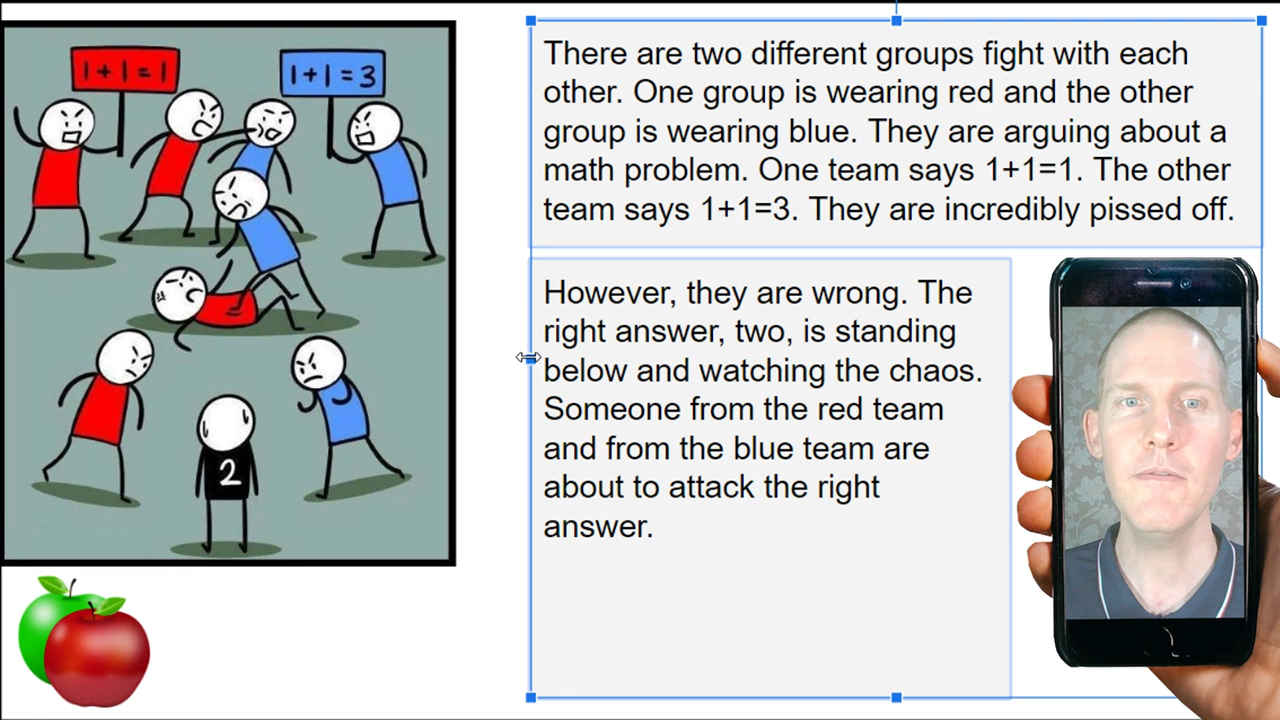 1+1=1
1+1=3
2
There are two different groups fight with each
other. One group is wearing red and the other
group is wearing blue. They are arguing about a
math problem. One team says 1+1=1. The other
team says 1+1=3. They are incredibly pissed off.
However, they are wrong. The
right answer, two, is standing
below and watching the chaos.
Someone from the red team
and from the blue team are
about to attack the right
answer.